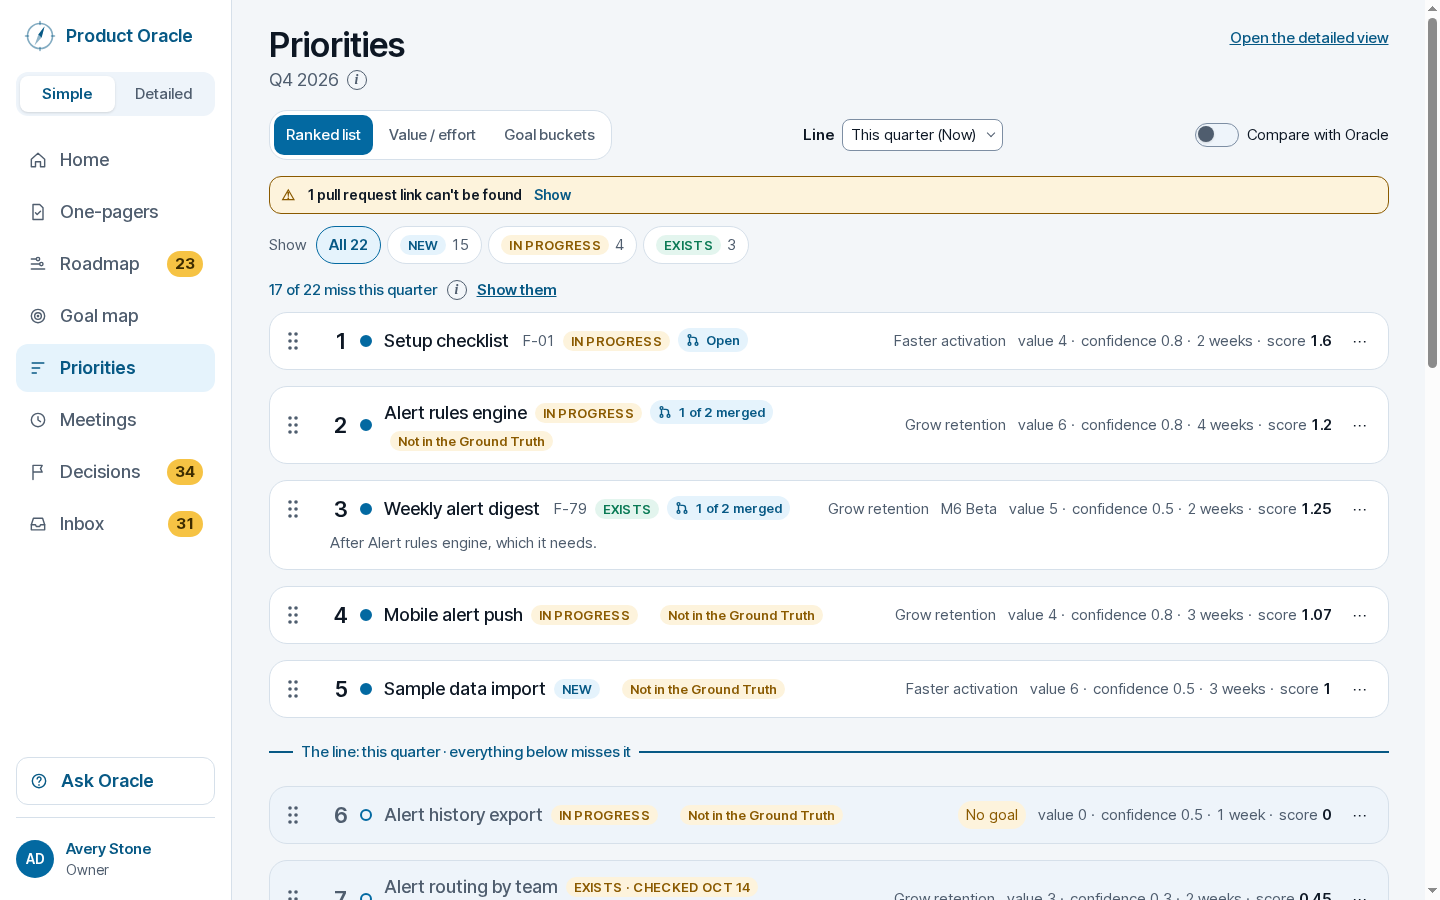 Product Oracle
Simple Detailed
Home
One-pagers
Roadmap 23
Goal map
Priorities
Meetings
Decisions 34
Inbox 31
Ask Oracle
AD Avery Stone
Owner
Priorities
Open the detailed view
Q4 2026 i
Ranked list Value / effort Goal buckets
Line This quarter (Now)
Compare with Oracle
1 pull request link can't be found Show
Show All 22 NEW 15 IN PROGRESS 4 EXISTS 3
17 of 22 miss this quarter i Show them
1 Setup checklist F-01 IN PROGRESS Open Faster activation value 4 · confidence 0.8 · 2 weeks · score 1.6 ...
2 Alert rules engine IN PROGRESS 1 of 2 merged Grow retention value 6 · confidence 0.8 · 4 weeks · score 1.2 ...
Not in the Ground Truth
3 Weekly alert digest F-79 EXISTS 1 of 2 merged Grow retention M6 Beta value 5 · confidence 0.5 · 2 weeks · score 1.25 ...
After Alert rules engine, which it needs.
4 Mobile alert push IN PROGRESS Not in the Ground Truth Grow retention value 4 · confidence 0.8 · 3 weeks · score 1.07 ...
5 Sample data import NEW Not in the Ground Truth Faster activation value 6 · confidence 0.5 · 3 weeks · score 1 ...
The line: this quarter · everything below misses it
6 Alert history export IN PROGRESS Not in the Ground Truth No goal value 0 · confidence 0.5 · 1 week · score 0 ...
7 Alert routing by team EXISTS · CHECKED OCT 14 Grow retention value 3 · confidence 0.3 · 2 weeks · score 0.45 ...